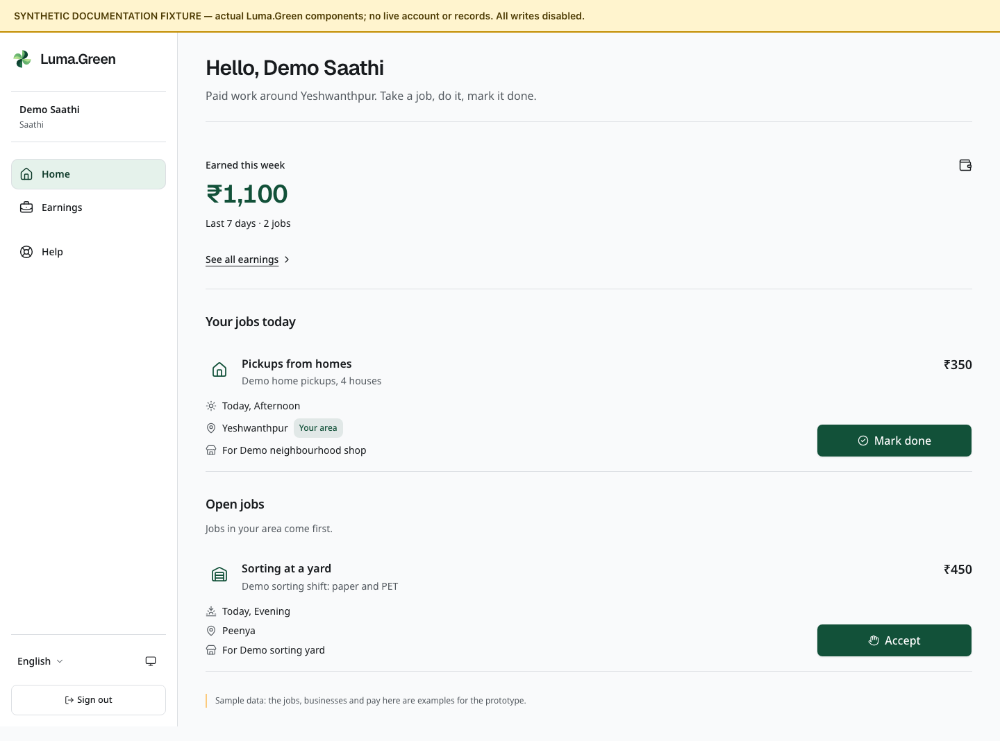 SYNTHETIC DOCUMENTATION FIXTURE — actual Luma.Green components; no live account or records. All writes disabled.
Luma.Green
Demo Saathi
Saathi
Home
Earnings
Help
English
Sign out
Hello, Demo Saathi
Paid work around Yeshwanthpur. Take a job, do it, mark it done.
Earned this week
₹1,100
Last 7 days · 2 jobs
See all earnings
Your jobs today
Pickups from homes
₹350
Demo home pickups, 4 houses
Today, Afternoon
Yeshwanthpur Your area
For Demo neighbourhood shop
Mark done
Open jobs
Jobs in your area come first.
Sorting at a yard
₹450
Demo sorting shift: paper and PET
Today, Evening
Peenya
For Demo sorting yard
Accept
Sample data: the jobs, businesses and pay here are examples for the prototype.